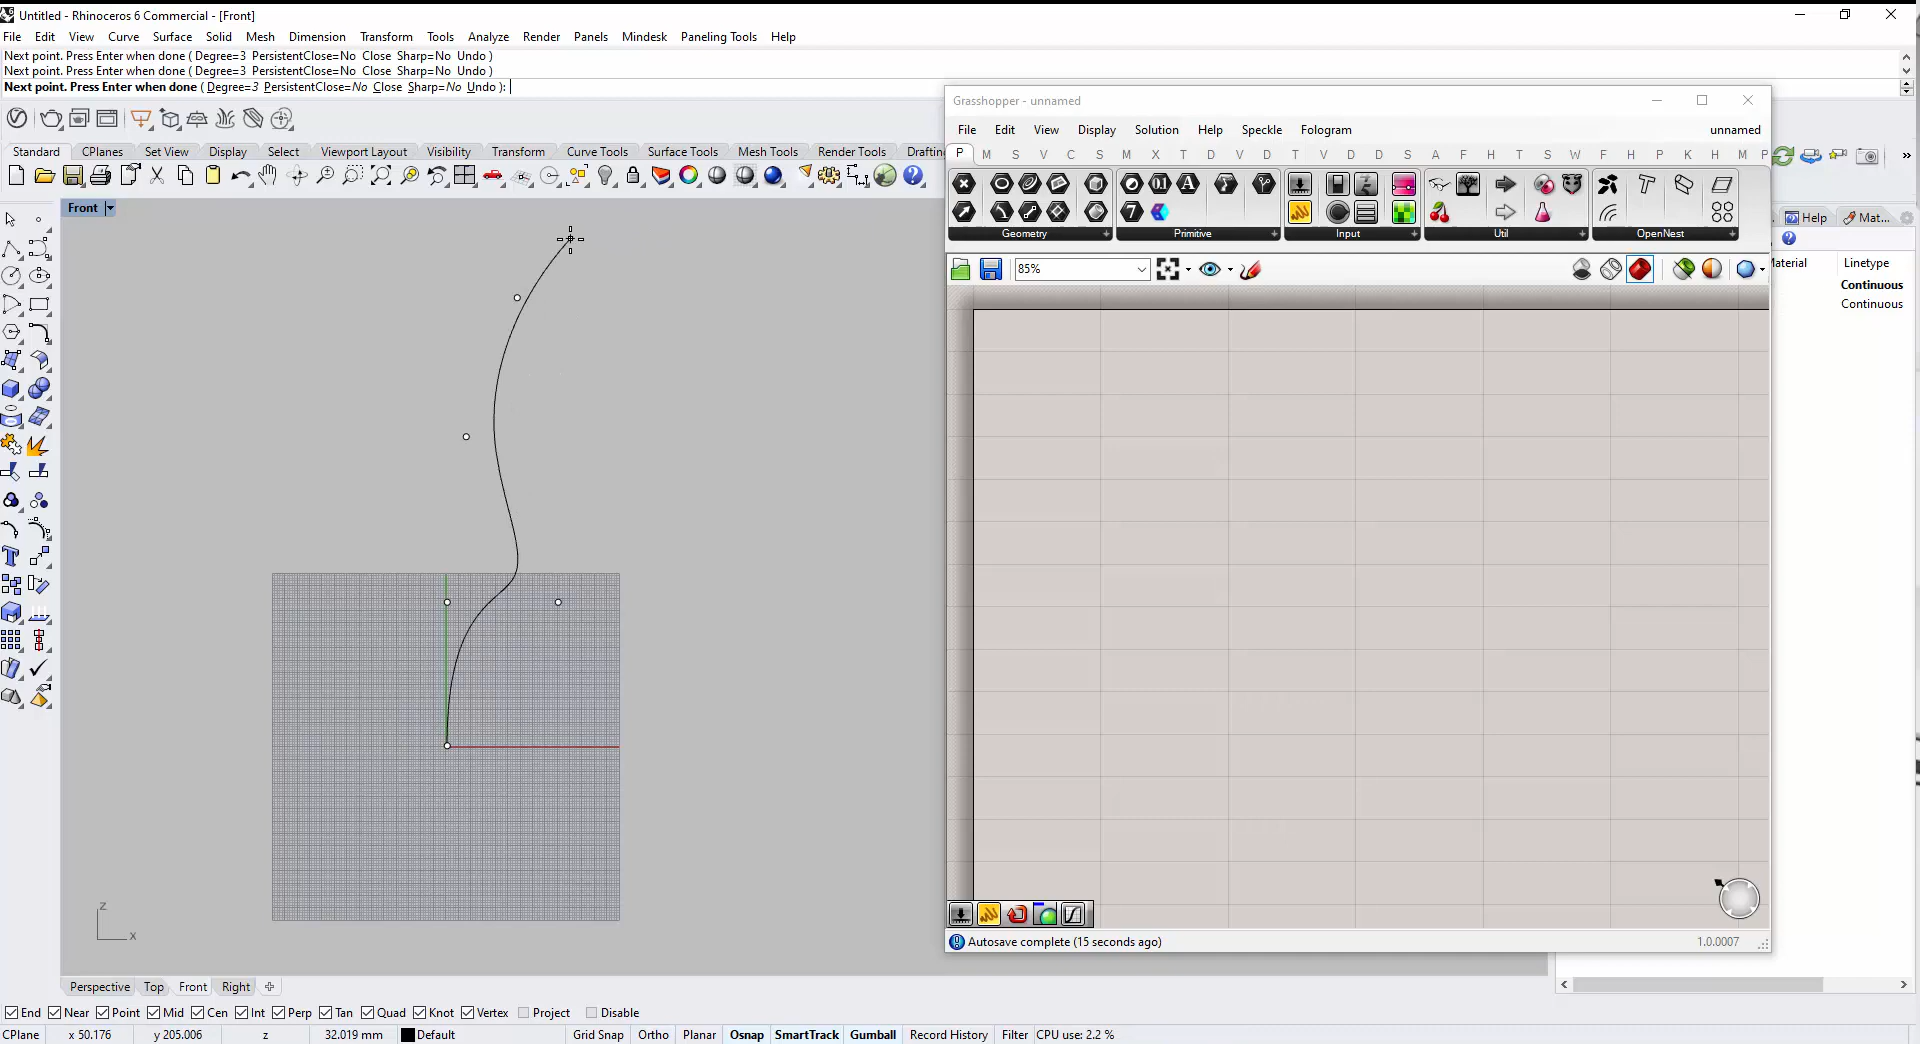 Untitled - Rhinoceros 6 Commercial - [Front]
File Edit View Curve Surface Solid Mesh Dimension Transform Tools Analyze Render Panels Mindesk Paneling Tools Help
Next point. Press Enter when done ( Degree=3 PersistentClose=No Close Sharp=No Undo )
Next point. Press Enter when done ( Degree=3 PersistentClose=No Close Sharp=No Undo )
Next point. Press Enter when done ( Degree=3 PersistentClose=No Close Sharp=No Undo ):
Standard CPlanes Set View Display Select Viewport Layout Visibility Transform Curve Tools Surface Tools Mesh Tools Render Tools Draftin
Front
Grasshopper - unnamed
File Edit View Display Solution Help Speckle Fologram unnamed
P M S V C S M X T D V D T V D D S A F H T S W F H P K H M P
Geometry Primitive Input Util OpenNest
85%
Help Mat...
Material Linetype
Continuous
Continuous
z
x
Autosave complete (15 seconds ago) 1.0.0007
Perspective Top Front Right
End Near Point Mid Cen Int Perp Tan Quad Knot Vertex Project Disable
CPlane x 50.176 y 205.006 z 32.019 mm Default Grid Snap Ortho Planar Osnap SmartTrack Gumball Record History Filter CPU use: 2.2 %